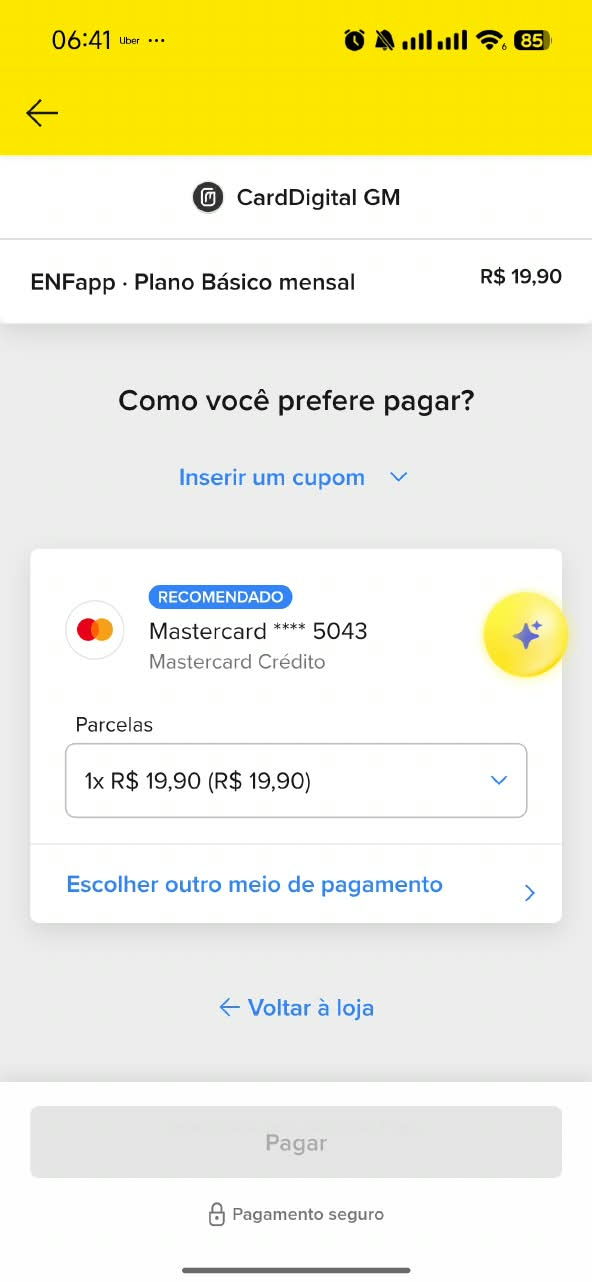 06:41 Uber ...
6 85
CardDigital GM
ENFapp · Plano Básico mensal
R$ 19,90
Como você prefere pagar?
Inserir um cupom
RECOMENDADO
Mastercard **** 5043
Mastercard Crédito
Parcelas
1x R$ 19,90 (R$ 19,90)
Escolher outro meio de pagamento
← Voltar à loja
Pagar
Pagamento seguro